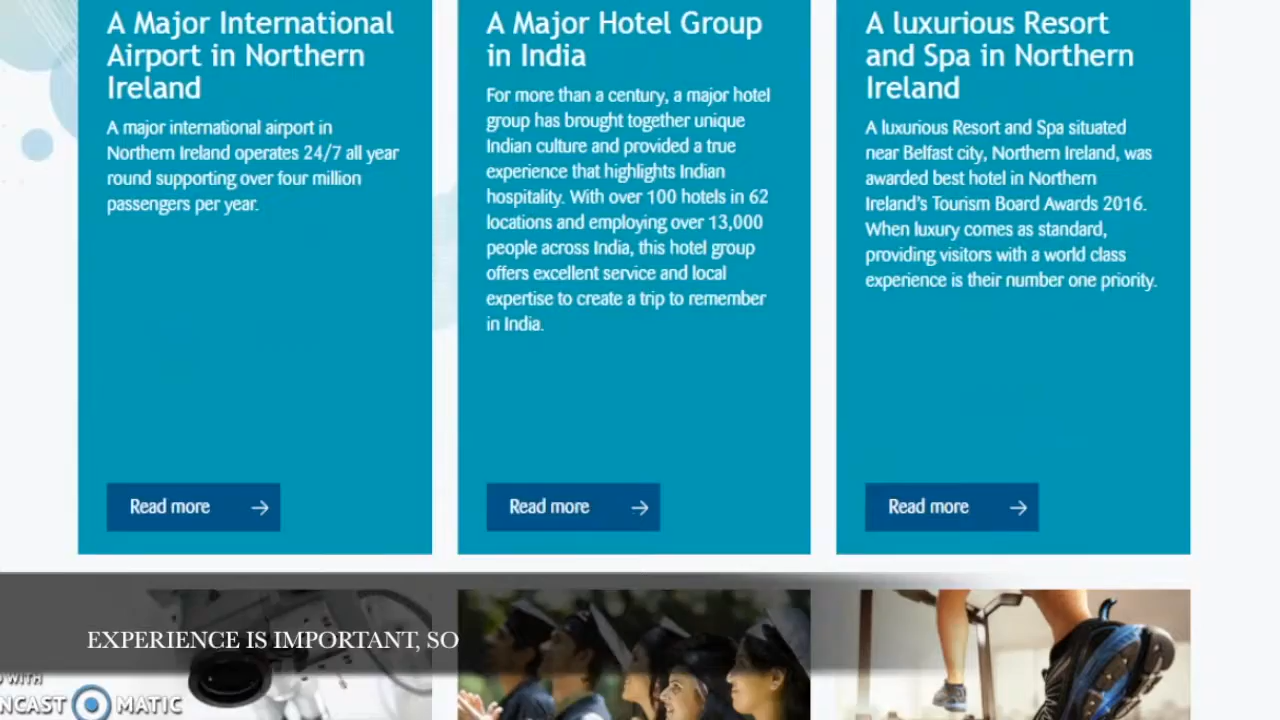 A Major International
Airport in Northern
Ireland
A major international airport in
Northern Ireland operates 24/7 all year
round supporting over four million
passengers per year.
Read more
A Major Hotel Group
in India
For more than a century, a major hotel
group has brought together unique
Indian culture and provided a true
experience that highlights Indian
hospitality. With over 100 hotels in 62
locations and employing over 13,000
people across India, this hotel group
offers excellent service and local
expertise to create a trip to remember
in India.
Read more
A luxurious Resort
and Spa in Northern
Ireland
A luxurious Resort and Spa situated
near Belfast city, Northern Ireland, was
awarded best hotel in Northern
Ireland's Tourism Board Awards 2016.
When luxury comes as standard,
providing visitors with a world class
experience is their number one priority.
Read more
EXPERIENCE IS IMPORTANT, SO
WITH
NCAST MATIC